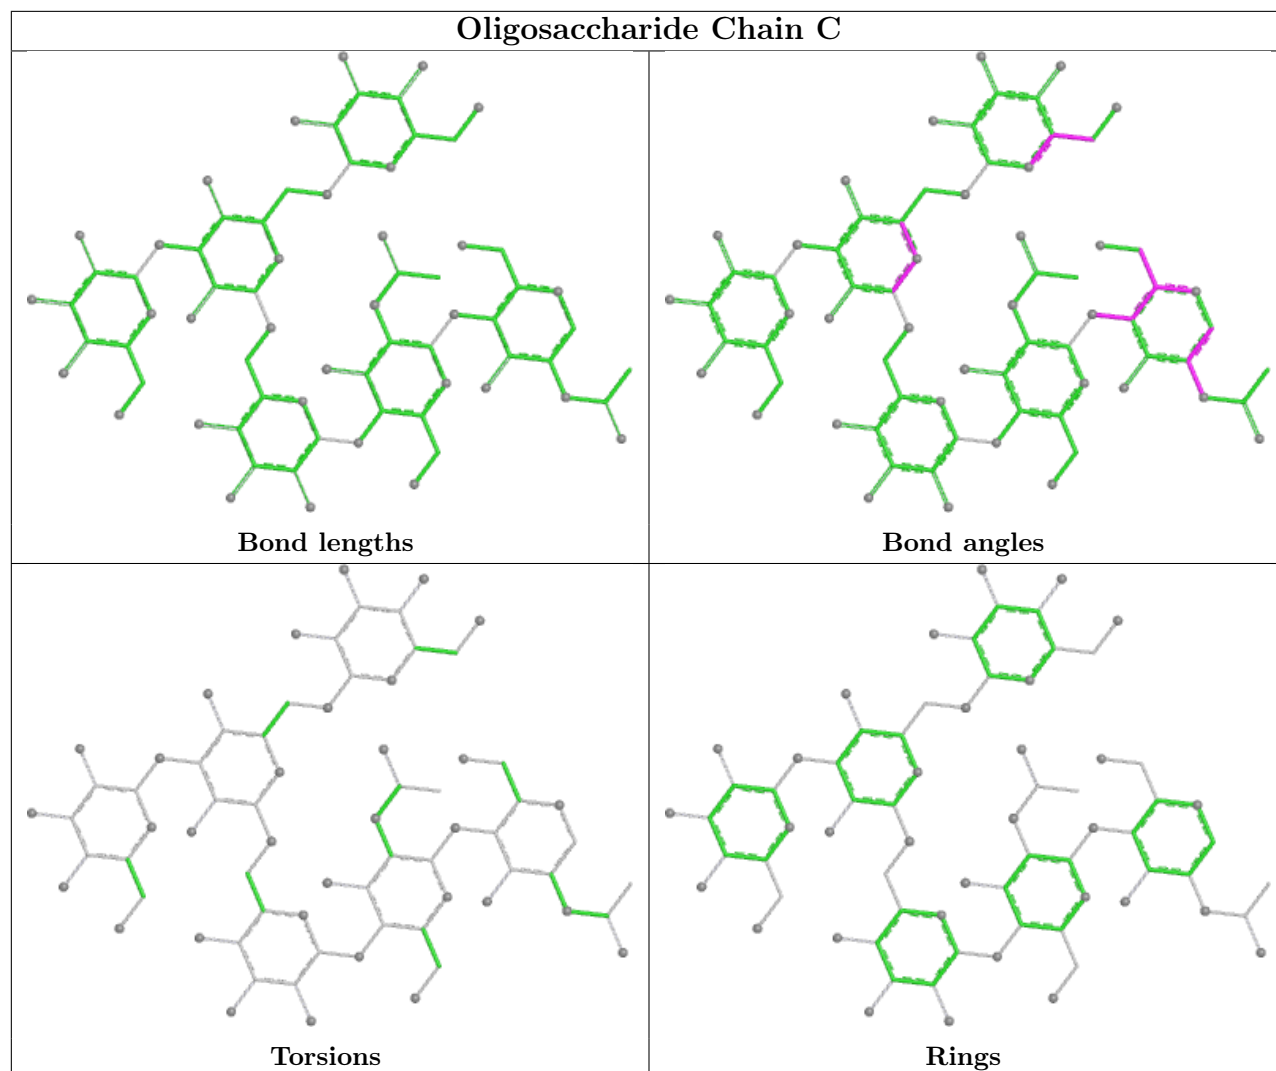 Oligosaccharide Chain C
Bond lengths
Bond angles
Torsions
Rings